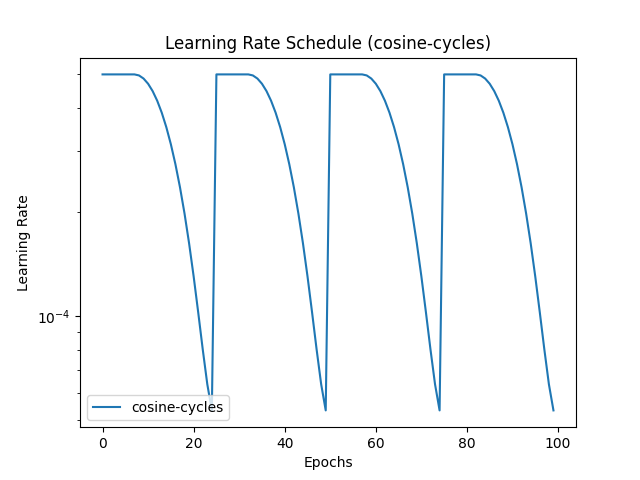 Learning Rate Schedule (cosine-cycles)
Learning Rate
10⁻⁴
cosine-cycles
0 20 40 60 80 100
Epochs